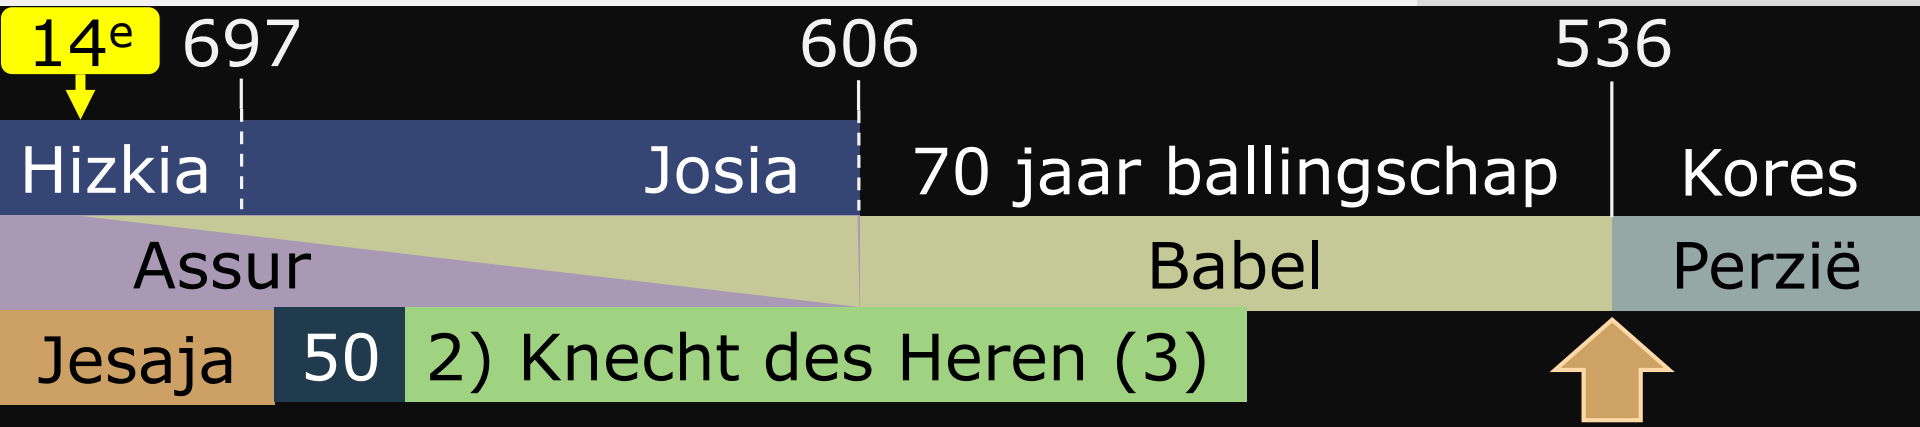 14ᵉ 697 606 536
Hizkia Josia 70 jaar ballingschap Kores
Assur Babel Perzië
Jesaja 50 2) Knecht des Heren (3)